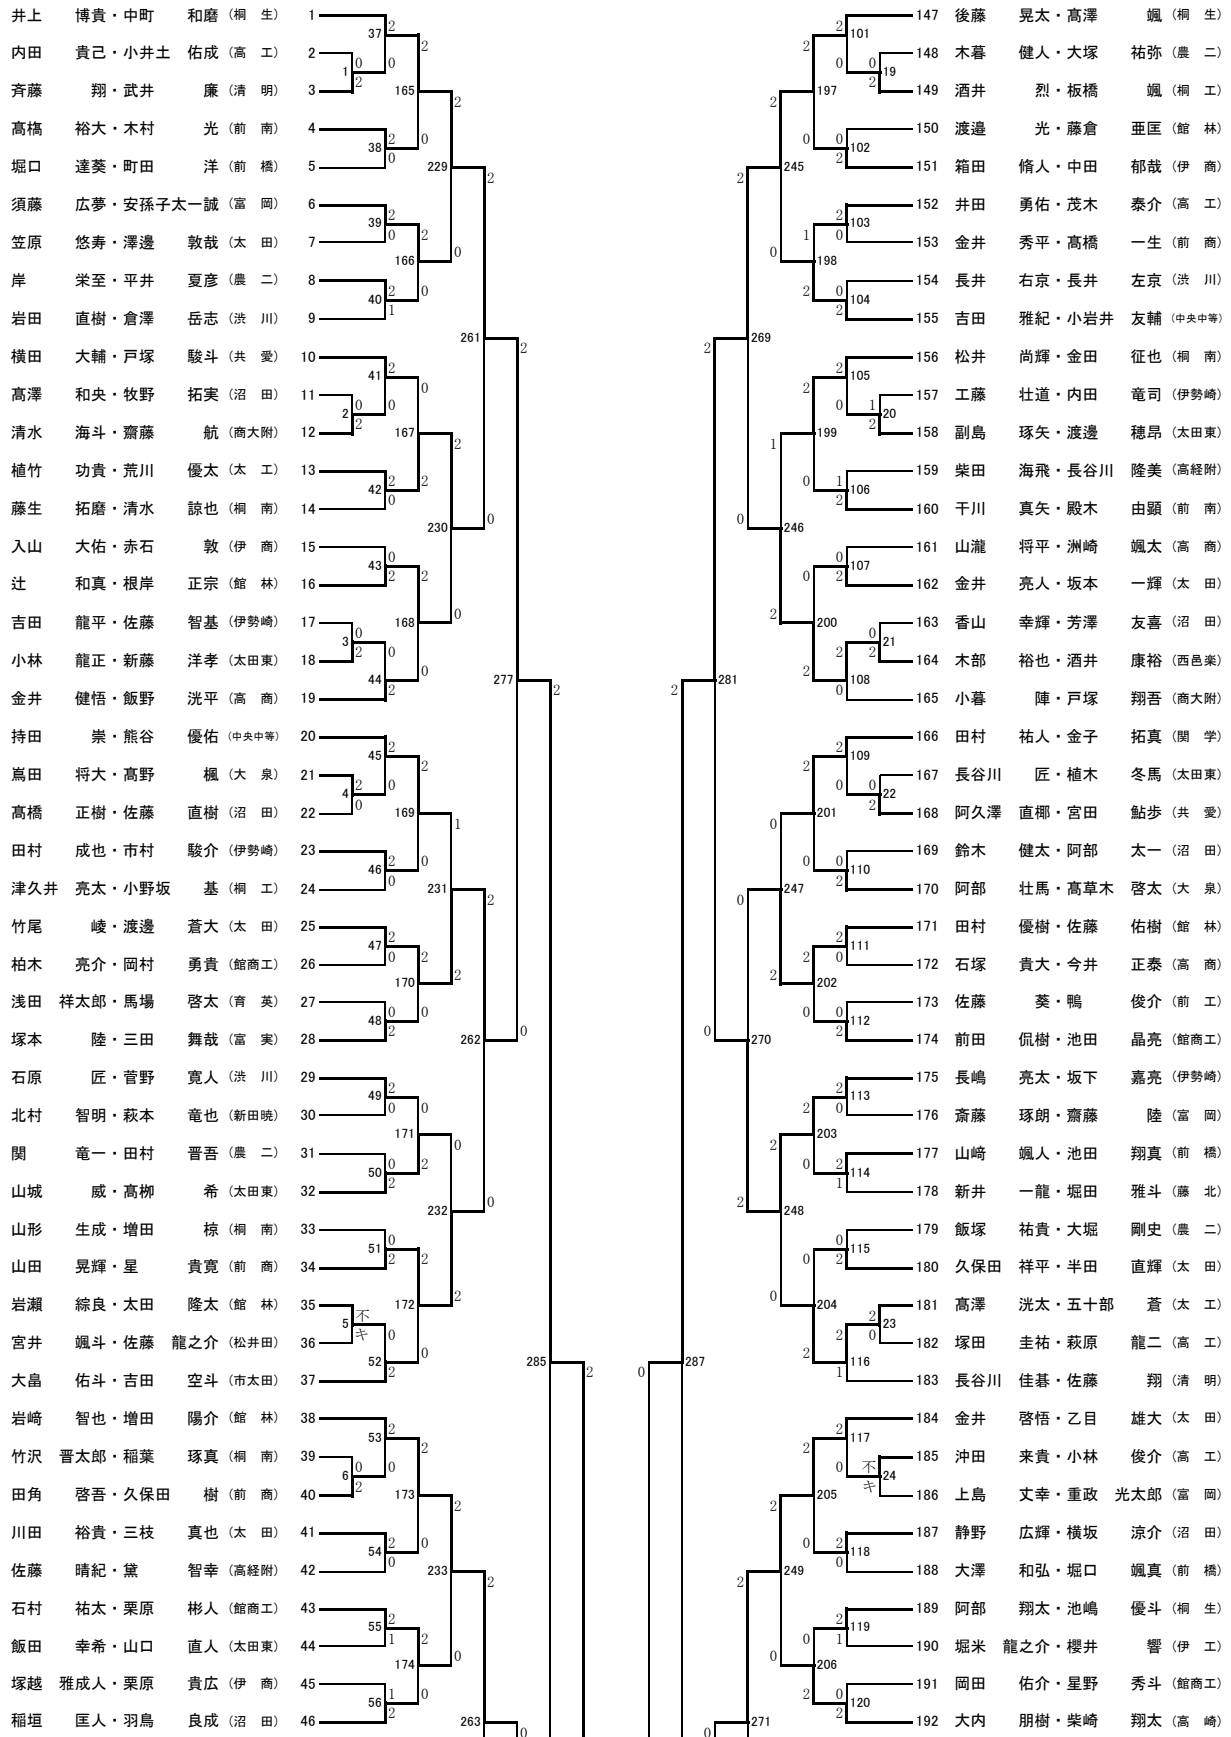 井上 博貴・中町 和磨（桐 生） 1
内田 貴己・小井土 佑成（高 工） 2
斉藤 翔・武井 廉（清 明） 3
髙槗 裕大・木村 光（前 南） 4
堀口 達葵・町田 洋（前 橋） 5
須藤 広夢・安孫子太一誠（富 岡） 6
笠原 悠寿・澤邊 敦哉（太 田） 7
岸 栄至・平井 夏彦（農 二） 8
岩田 直樹・倉澤 岳志（渋 川） 9
横田 大輔・戸塚 駿斗（共 愛） 10
髙澤 和央・牧野 拓実（沼 田） 11
清水 海斗・齋藤 航（商大附） 12
植竹 功貴・荒川 優太（太 工） 13
藤生 拓磨・清水 諒也（桐 南） 14
入山 大佑・赤石 敦（伊 商） 15
辻 和真・根岸 正宗（館 林） 16
吉田 龍平・佐藤 智基（伊勢崎） 17
小林 龍正・新藤 洋孝（太田東） 18
金井 健悟・飯野 洸平（高 商） 19
持田 崇・熊谷 優佑（中央中等） 20
嶌田 将大・髙野 楓（大 泉） 21
髙橋 正樹・佐藤 直樹（沼 田） 22
田村 成也・市村 駿介（伊勢崎） 23
津久井 亮太・小野坂 基（桐 工） 24
竹尾 崚・渡邉 蒼大（太 田） 25
柏木 亮介・岡村 勇貴（館商工） 26
浅田 祥太郎・馬場 啓太（育 英） 27
塚本 陸・三田 舞哉（富 実） 28
石原 匠・菅野 寛人（渋 川） 29
北村 智明・萩本 竜也（新田暁） 30
関 竜一・田村 晋吾（農 二） 31
山城 威・髙栁 希（太田東） 32
山形 生成・増田 椋（桐 南） 33
山田 晃輝・星 貴寛（前 商） 34
岩瀬 綜良・太田 隆太（館 林） 35
宮井 颯斗・佐藤 龍之介（松井田） 36
大畠 佑斗・吉田 空斗（市太田） 37
岩﨑 智也・増田 陽介（館 林） 38
竹沢 晋太郎・稲葉 琢真（桐 南） 39
田角 啓吾・久保田 樹（前 商） 40
川田 裕貴・三枝 真也（太 田） 41
佐藤 晴紀・黛 智幸（高経附） 42
石村 祐太・栗原 彬人（館商工） 43
飯田 幸希・山口 直人（太田東） 44
塚越 雅成人・栗原 貴広（伊 商） 45
稲垣 匡人・羽鳥 良成（沼 田） 46
147 後藤 晃太・髙澤 颯（桐 生）
148 木暮 健人・大塚 祐弥（農 二）
149 酒井 烈・板橋 颯（桐 工）
150 渡邉 光・藤倉 亜匡（館 林）
151 箱田 脩人・中田 郁哉（伊 商）
152 井田 勇佑・茂木 泰介（高 工）
153 金井 秀平・髙橋 一生（前 商）
154 長井 右京・長井 左京（渋 川）
155 吉田 雅紀・小岩井 友輔（中央中等）
156 松井 尚輝・金田 征也（桐 南）
157 工藤 壮道・内田 竜司（伊勢崎）
158 副島 琢矢・渡邊 穂昂（太田東）
159 柴田 海飛・長谷川 隆美（高経附）
160 干川 真矢・殿木 由顕（前 南）
161 山瀧 将平・洲崎 颯太（高 商）
162 金井 亮人・坂本 一輝（太 田）
163 香山 幸輝・芳澤 友喜（沼 田）
164 木部 裕也・酒井 康裕（西邑楽）
165 小暮 陣・戸塚 翔吾（商大附）
166 田村 祐人・金子 拓真（関 学）
167 長谷川 匠・植木 冬馬（太田東）
168 阿久澤 直椰・宮田 鮎歩（共 愛）
169 鈴木 健太・阿部 太一（沼 田）
170 阿部 壮馬・髙草木 啓太（大 泉）
171 田村 優樹・佐藤 佑樹（館 林）
172 石塚 貴大・今井 正泰（高 商）
173 佐藤 葵・鴨 俊介（前 工）
174 前田 侃樹・池田 晶亮（館商工）
175 長嶋 亮太・坂下 嘉亮（伊勢崎）
176 斎藤 琢朗・齋藤 陸（富 岡）
177 山﨑 颯人・池田 翔真（前 橋）
178 新井 一龍・堀田 雅斗（藤 北）
179 飯塚 祐貴・大堀 剛史（農 二）
180 久保田 祥平・半田 直輝（太 田）
181 髙澤 洸太・五十部 蒼（太 工）
182 塚田 圭祐・萩原 龍二（高 工）
183 長谷川 佳碁・佐藤 翔（清 明）
184 金井 啓悟・乙目 雄大（太 田）
185 沖田 来貴・小林 俊介（高 工）
186 上島 丈幸・重政 光太郎（富 岡）
187 静野 広輝・横坂 涼介（沼 田）
188 大澤 和弘・堀口 颯真（前 橋）
189 阿部 翔太・池嶋 優斗（桐 生）
190 堀米 龍之介・櫻井 響（伊 工）
191 岡田 佑介・星野 秀斗（館商工）
192 大内 朋樹・柴崎 翔太（高 崎）